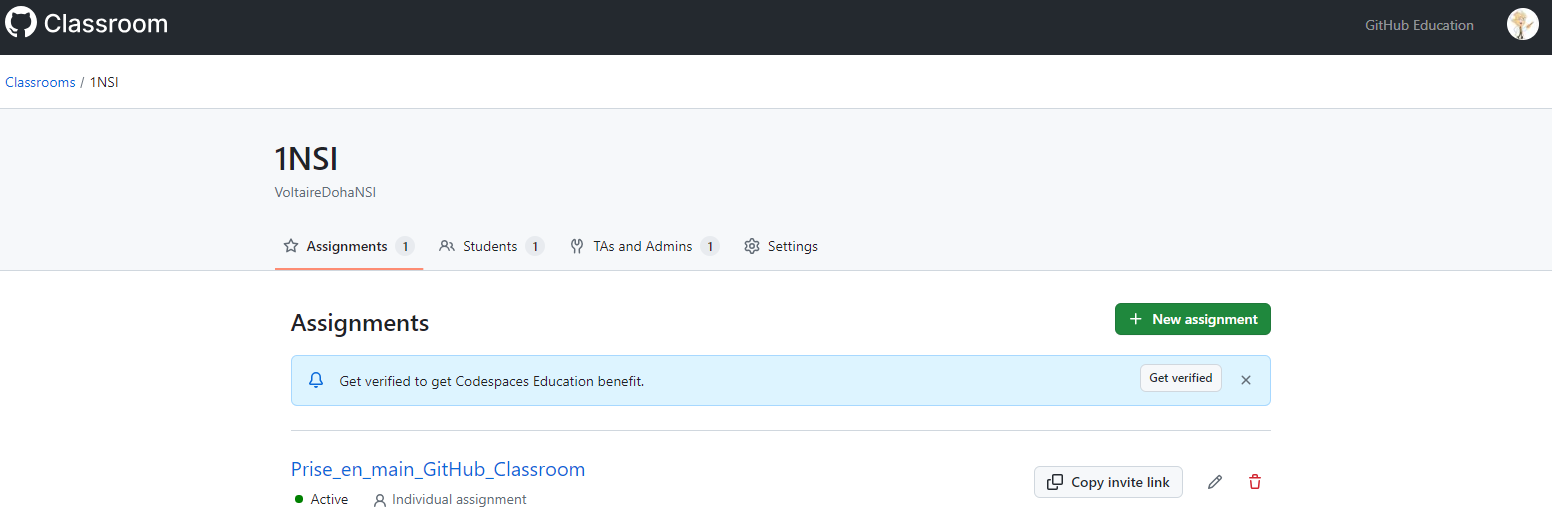 Classroom
GitHub Education
Classrooms / 1NSI
1NSI
VoltaireDohaNSI
Assignments 1 Students 1 TAs and Admins 1 Settings
Assignments
New assignment
Get verified to get Codespaces Education benefit.
Get verified
Prise_en_main_GitHub_Classroom
Copy invite link
Active Individual assignment